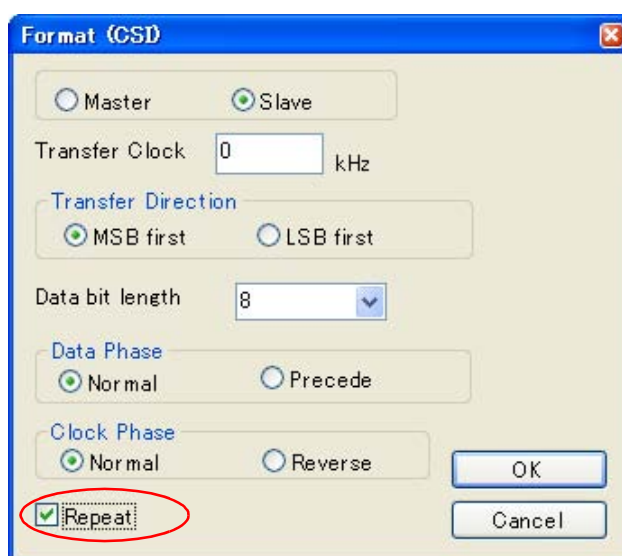 Format (CSI)
Master Slave
Transfer Clock 0 kHz
Transfer Direction
MSB first LSB first
Data bit length 8
Data Phase
Normal Precede
Clock Phase
Normal Reverse
OK
Repeat
Cancel